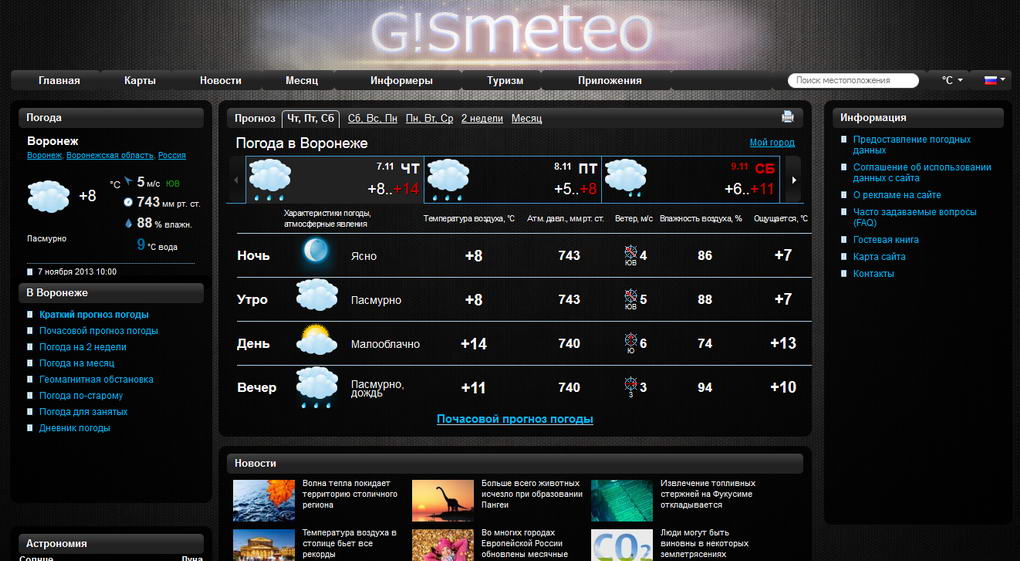 G!Smeteo
Главная Карты Новости Месяц Информеры Туризм Приложения Поиск местоположения °C
Погода
Воронеж
Воронеж, Воронежская область, Россия
+8 °C
5 м/с ЮВ
743 мм рт. ст.
88 % влажн.
9 °C вода
Пасмурно
7 ноября 2013 10:00
В Воронеже
Краткий прогноз погоды
Почасовой прогноз погоды
Погода на 2 недели
Погода на месяц
Геомагнитная обстановка
Погода по-старому
Погода для занятых
Дневник погоды
Астрономия
Солнце Луна
Прогноз Чт, Пт, Сб Сб, Вс, Пн Пн, Вт, Ср 2 недели Месяц
Погода в Воронеже Мой город
7.11 ЧТ 8.11 ПТ 9.11 СБ
+8..+14 +5..+8 +6..+11
Характеристики погоды, атмосферные явления Температура воздуха, °C Атм. давл., мм рт. ст. Ветер, м/с Влажность воздуха, % Ощущается, °C
Ночь Ясно +8 743 ЮВ 4 86 +7
Утро Пасмурно +8 743 ЮВ 5 88 +7
День Малооблачно +14 740 Ю 6 74 +13
Вечер Пасмурно, дождь +11 740 З 3 94 +10
Почасовой прогноз погоды
Новости
Волна тепла покидает
территорию столичного
региона
Больше всего животных
исчезло при образовании
Пангеи
Извлечение топливных
стержней на Фукусиме
откладывается
Температура воздуха в
столице бьет все
рекорды
Во многих городах
Европейской России
обновлены месячные
CO2
Люди могут быть
виновны в некоторых
землетрясениях
Информация
Предоставление погодных
данных
Соглашение об использовании
данных с сайта
О рекламе на сайте
Часто задаваемые вопросы
(FAQ)
Гостевая книга
Карта сайта
Контакты